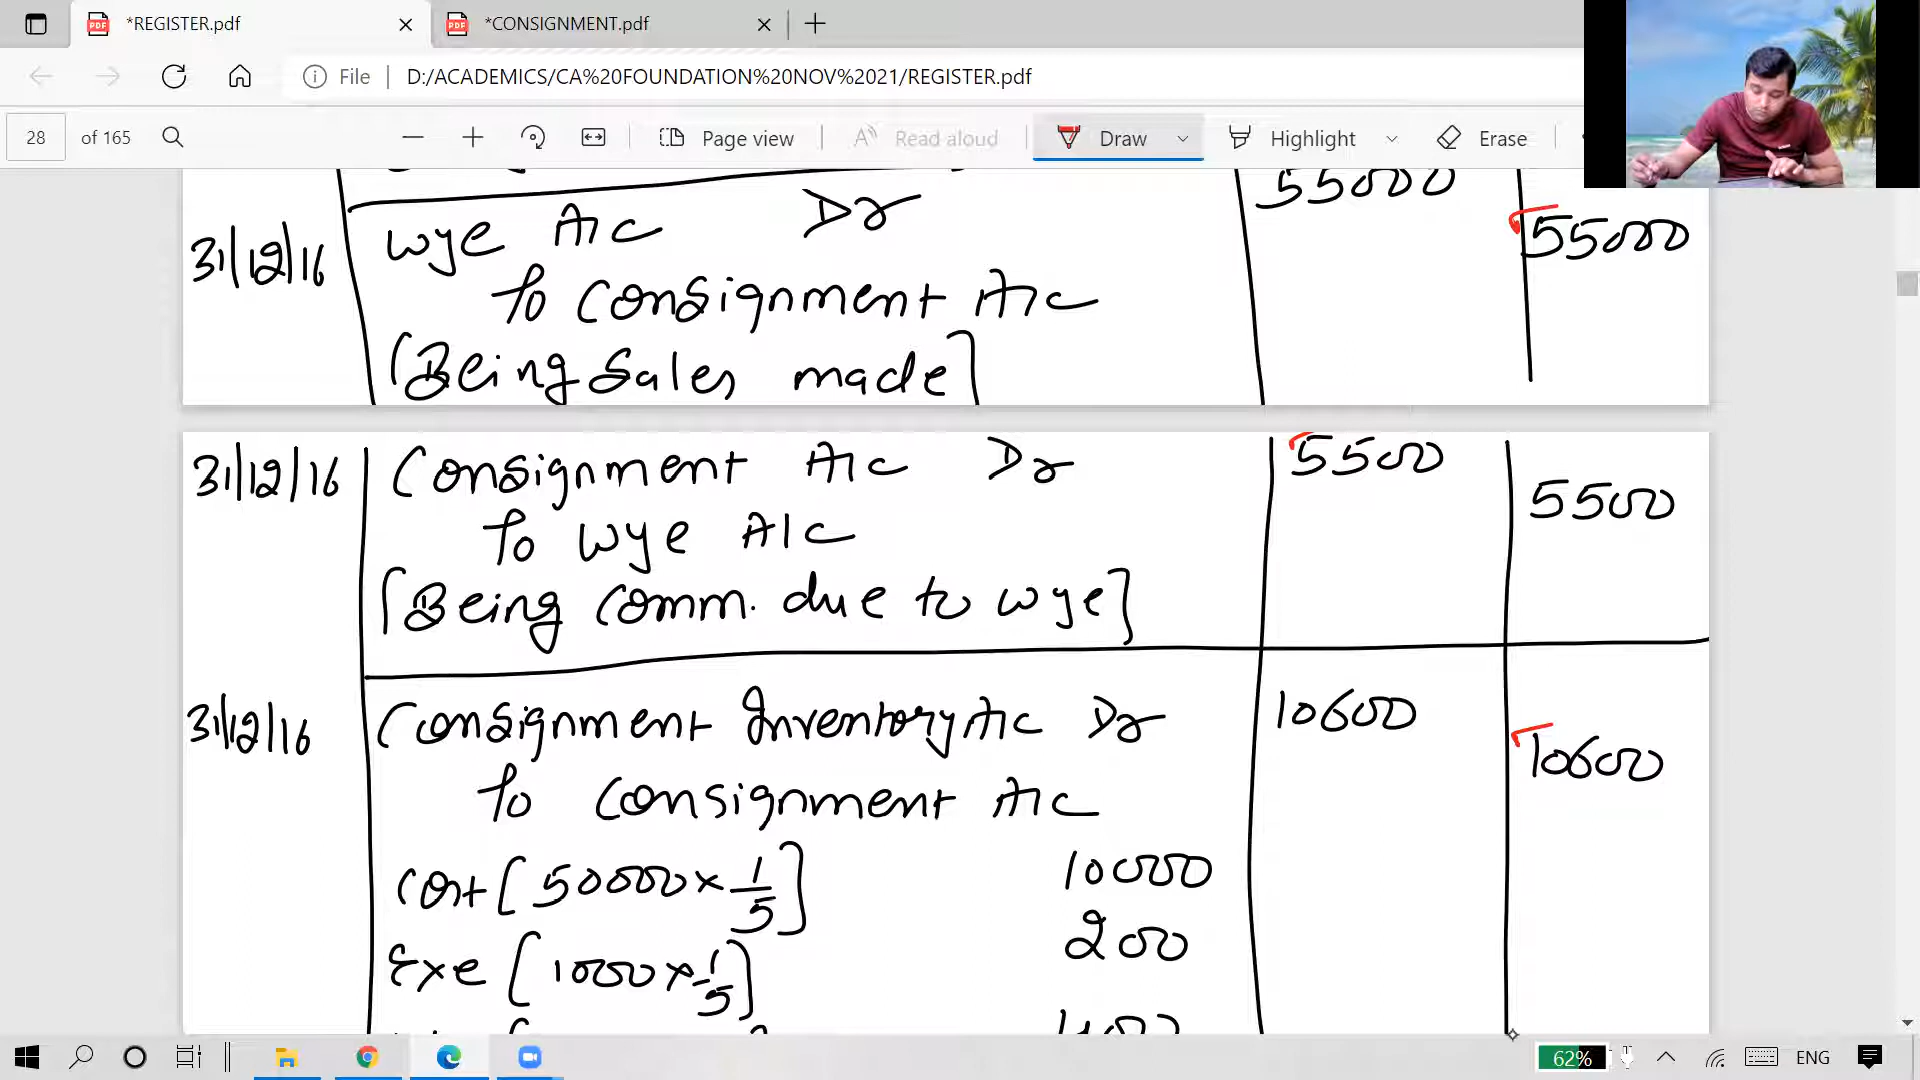 *REGISTER.pdf
*CONSIGNMENT.pdf
File
D:/ACADEMICS/CA%20FOUNDATION%20NOV%2021/REGISTER.pdf
28 of 165
Page view
Read aloud
Draw
Highlight
Erase
55000
31/12/16 Wye A/c Dr 55000
To Consignment A/c
[Being Sales made]
31/12/16 Consignment A/c Dr 5500
To Wye A/c 5500
[Being comm. due to wye]
31/12/16 Consignment Inventory A/c Dr 10600
To Consignment A/c 10600
Cost [50000 × 1/5] 10000
Exe [1000 × 1/5] 200
400
62%
ENG